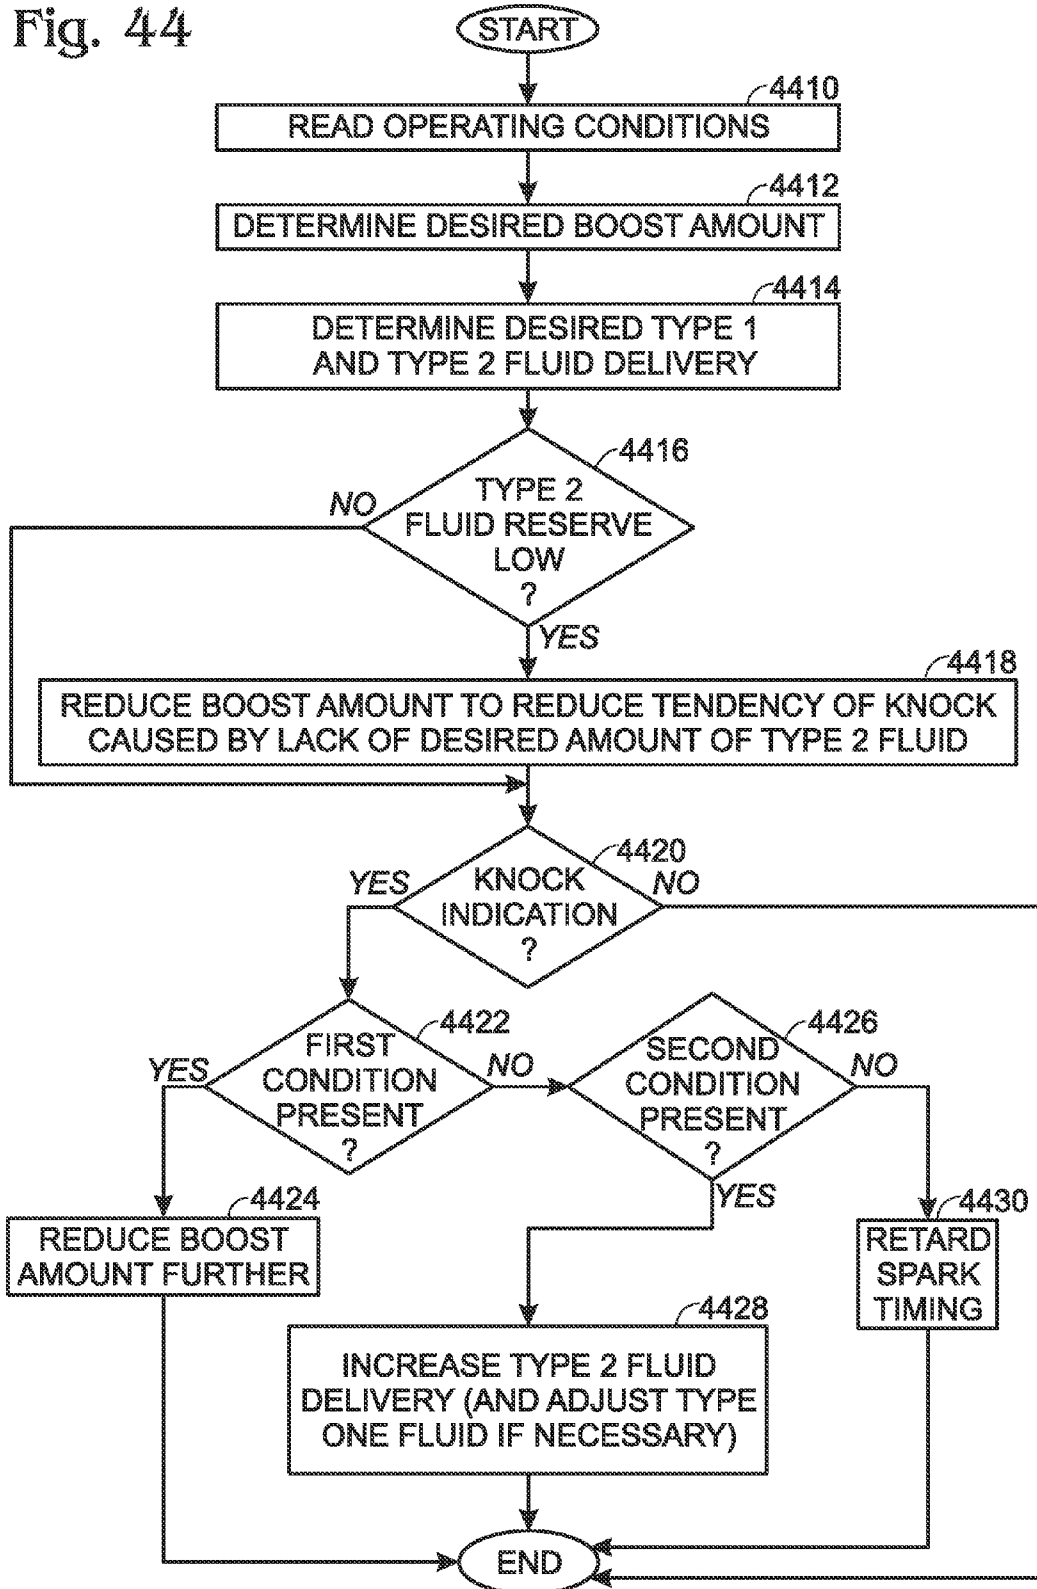 Fig. 44
START
4410
READ OPERATING CONDITIONS
4412
DETERMINE DESIRED BOOST AMOUNT
4414
DETERMINE DESIRED TYPE 1
AND TYPE 2 FLUID DELIVERY
4416
TYPE 2
FLUID RESERVE
LOW
?
NO
YES
4418
REDUCE BOOST AMOUNT TO REDUCE TENDENCY OF KNOCK
CAUSED BY LACK OF DESIRED AMOUNT OF TYPE 2 FLUID
4420
KNOCK
INDICATION
?
YES
NO
4422
FIRST
CONDITION
PRESENT
?
YES
NO
4426
SECOND
CONDITION
PRESENT
?
NO
YES
4424
REDUCE BOOST
AMOUNT FURTHER
4430
RETARD
SPARK
TIMING
4428
INCREASE TYPE 2 FLUID
DELIVERY (AND ADJUST TYPE
ONE FLUID IF NECESSARY)
END